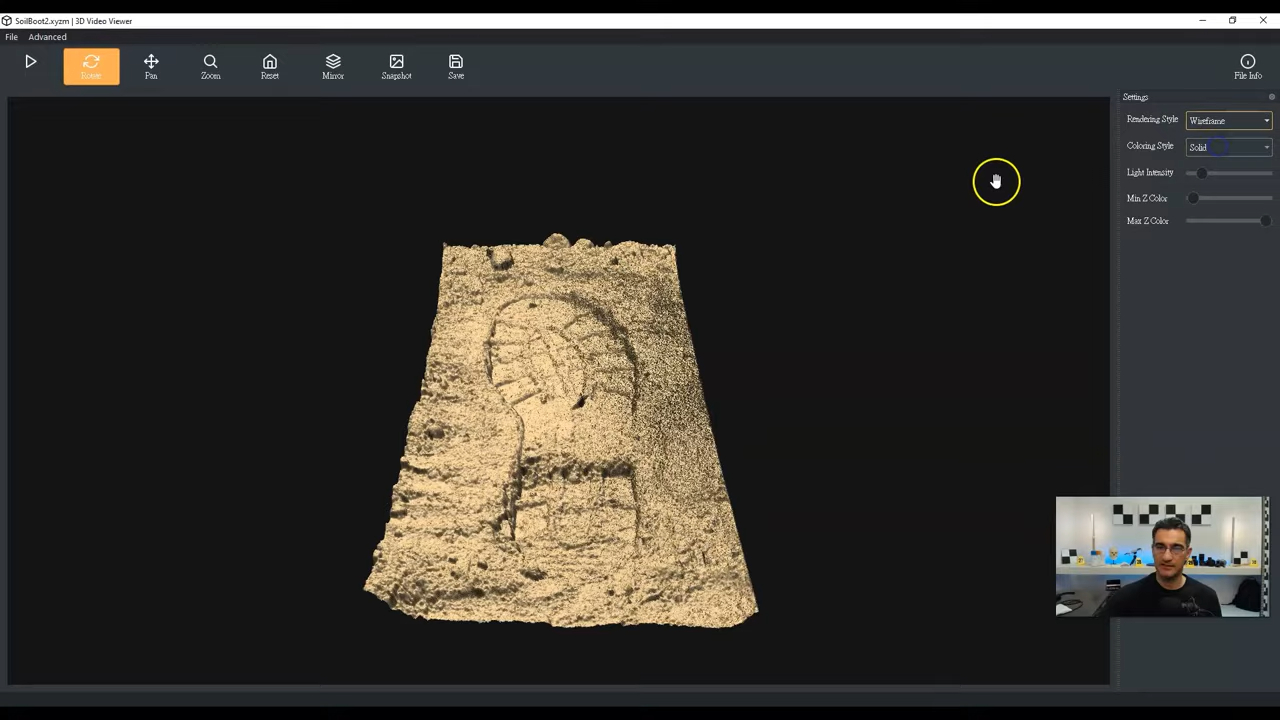 SoilBoot2.xyzm | 3D Video Viewer
File Advanced
Rotate Pan Zoom Reset Mirror Snapshot Save File Info
Settings
Rendering Style Wireframe
Coloring Style Solid
Light Intensity
Min Z Color
Max Z Color